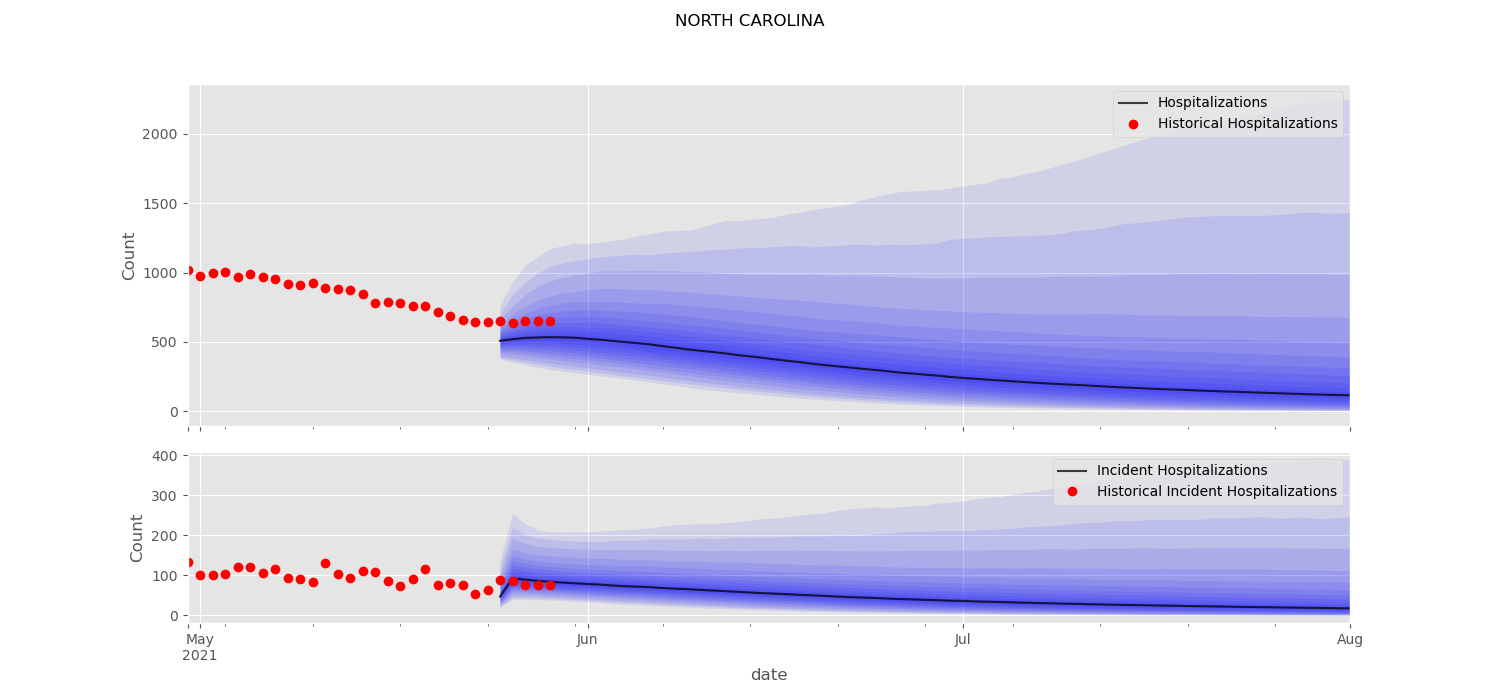 NORTH CAROLINA
Hospitalizations
Historical Hospitalizations
2000
1500
1000
500
0
Count
Incident Hospitalizations
Historical Incident Hospitalizations
400
300
200
100
0
Count
May
2021
Jun
Jul
Aug
date